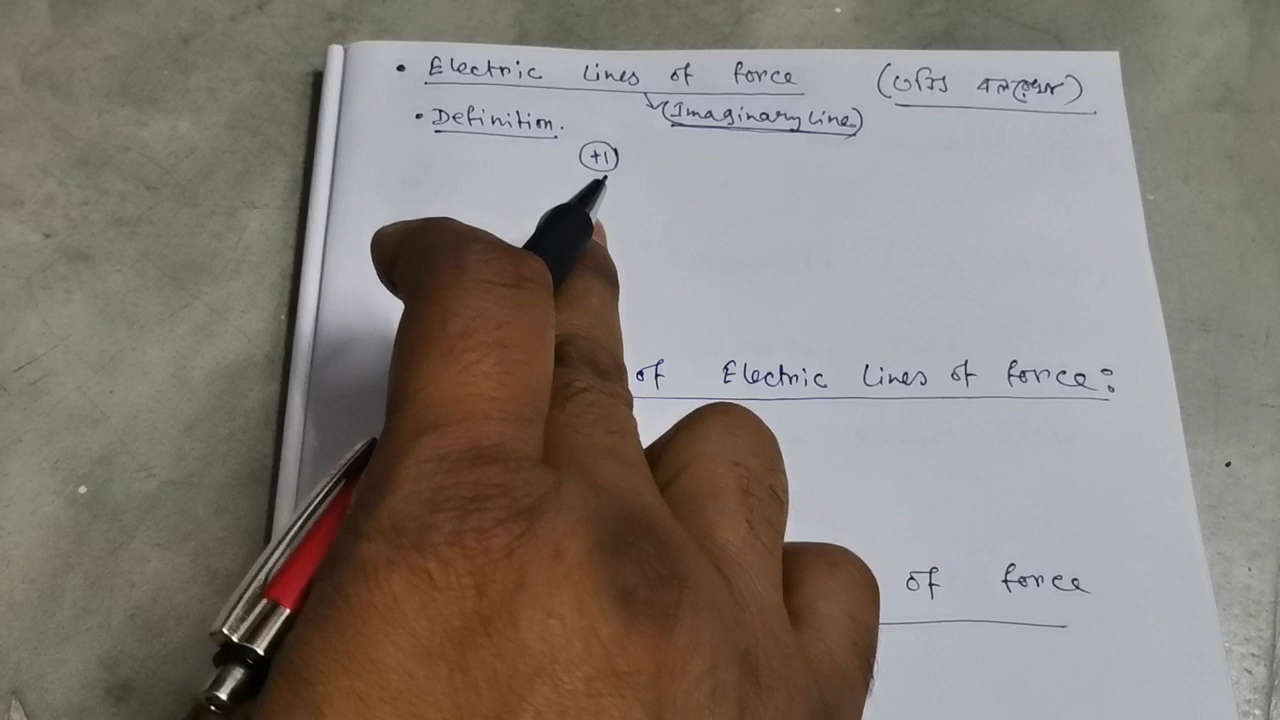 • Electric Lines of force (তড়িৎ বলরেখা)
(Imaginary Line)
• Definition.
+1
of Electric Lines of force:
of force